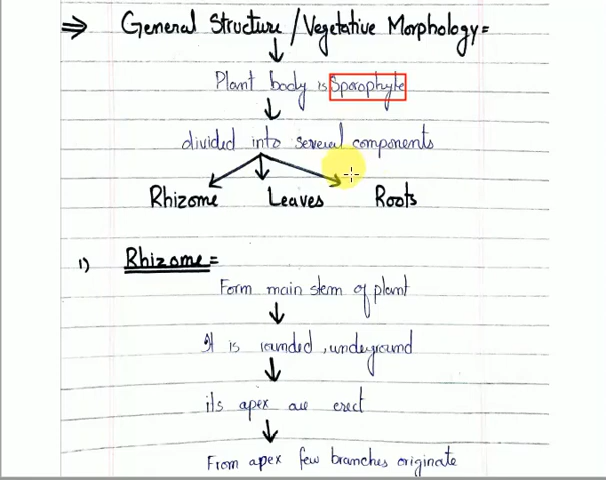 ⇒ General Structure / Vegetative Morphology =
↓
Plant body is Sporophyte
↓
divided into several components
Rhizome Leaves Roots
1) Rhizome =
Form main stem of plant
↓
It is rounded, underground
↓
its apex are erect
↓
From apex few branches originate